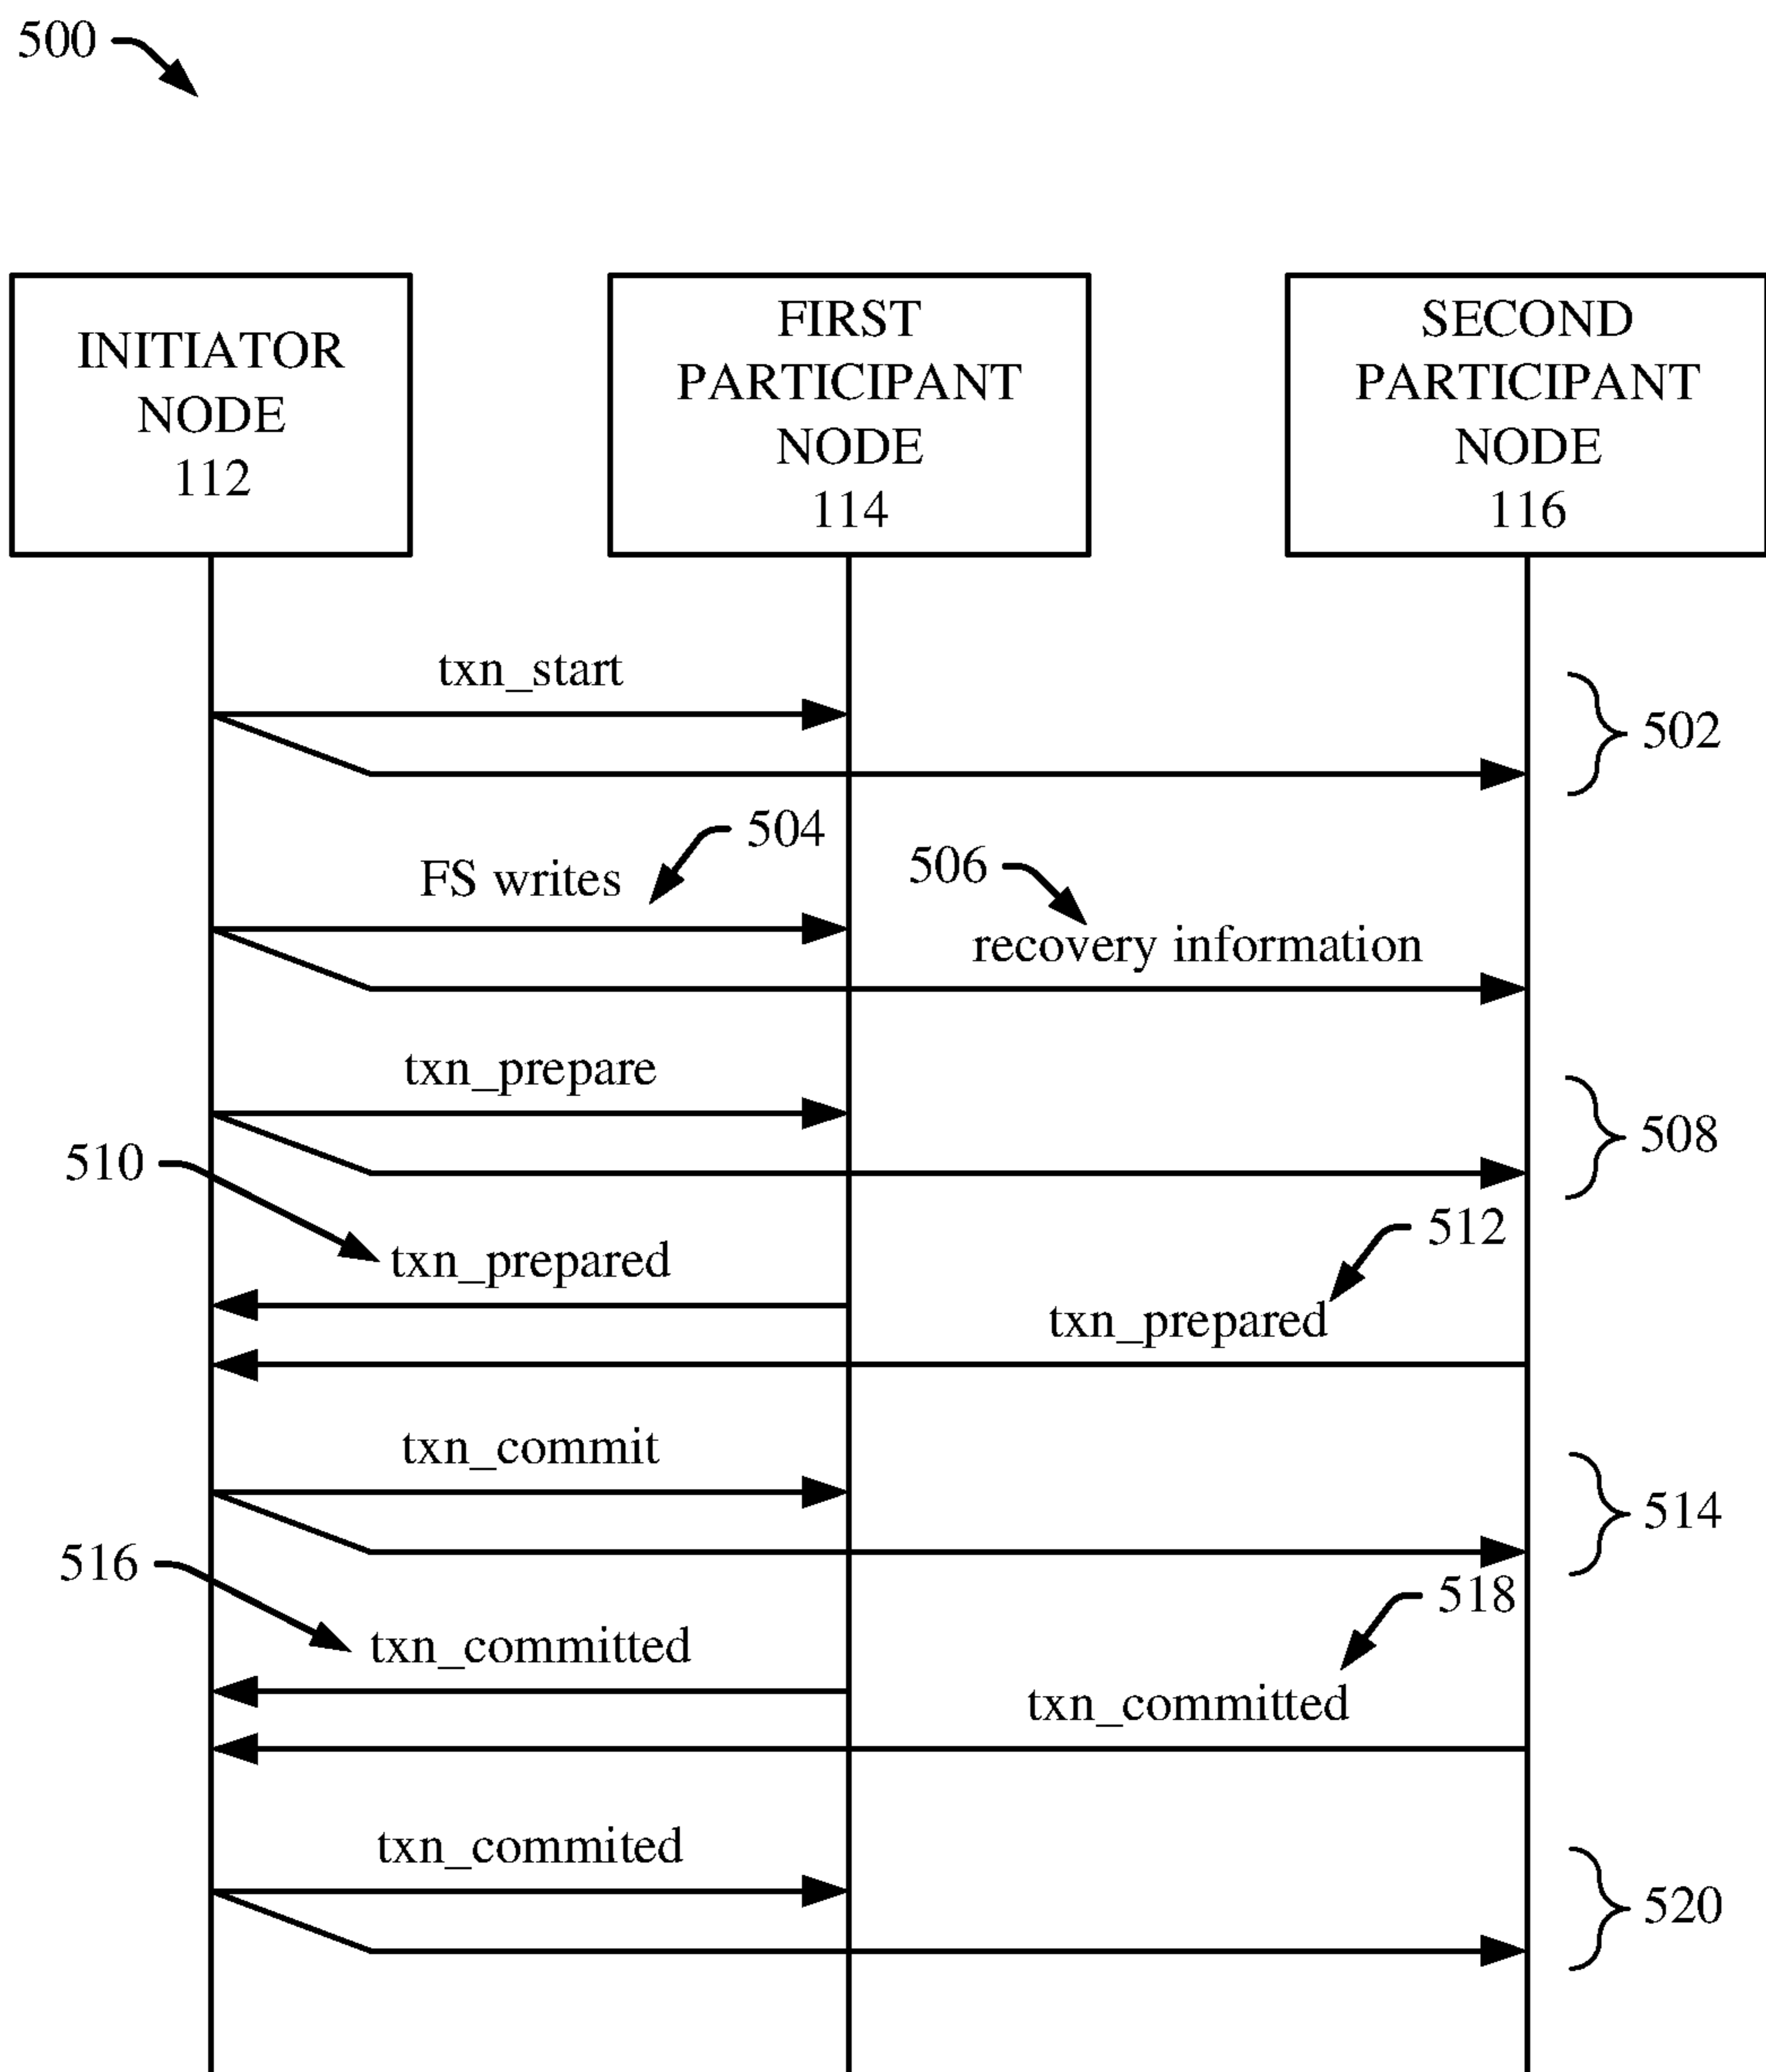 500
INITIATOR
NODE
112
FIRST
PARTICIPANT
NODE
114
SECOND
PARTICIPANT
NODE
116
txn_start
502
504
FS writes
506
recovery information
txn_prepare
508
510
512
txn_prepared
txn_prepared
txn_commit
514
516
518
txn_committed
txn_committed
txn_commited
520